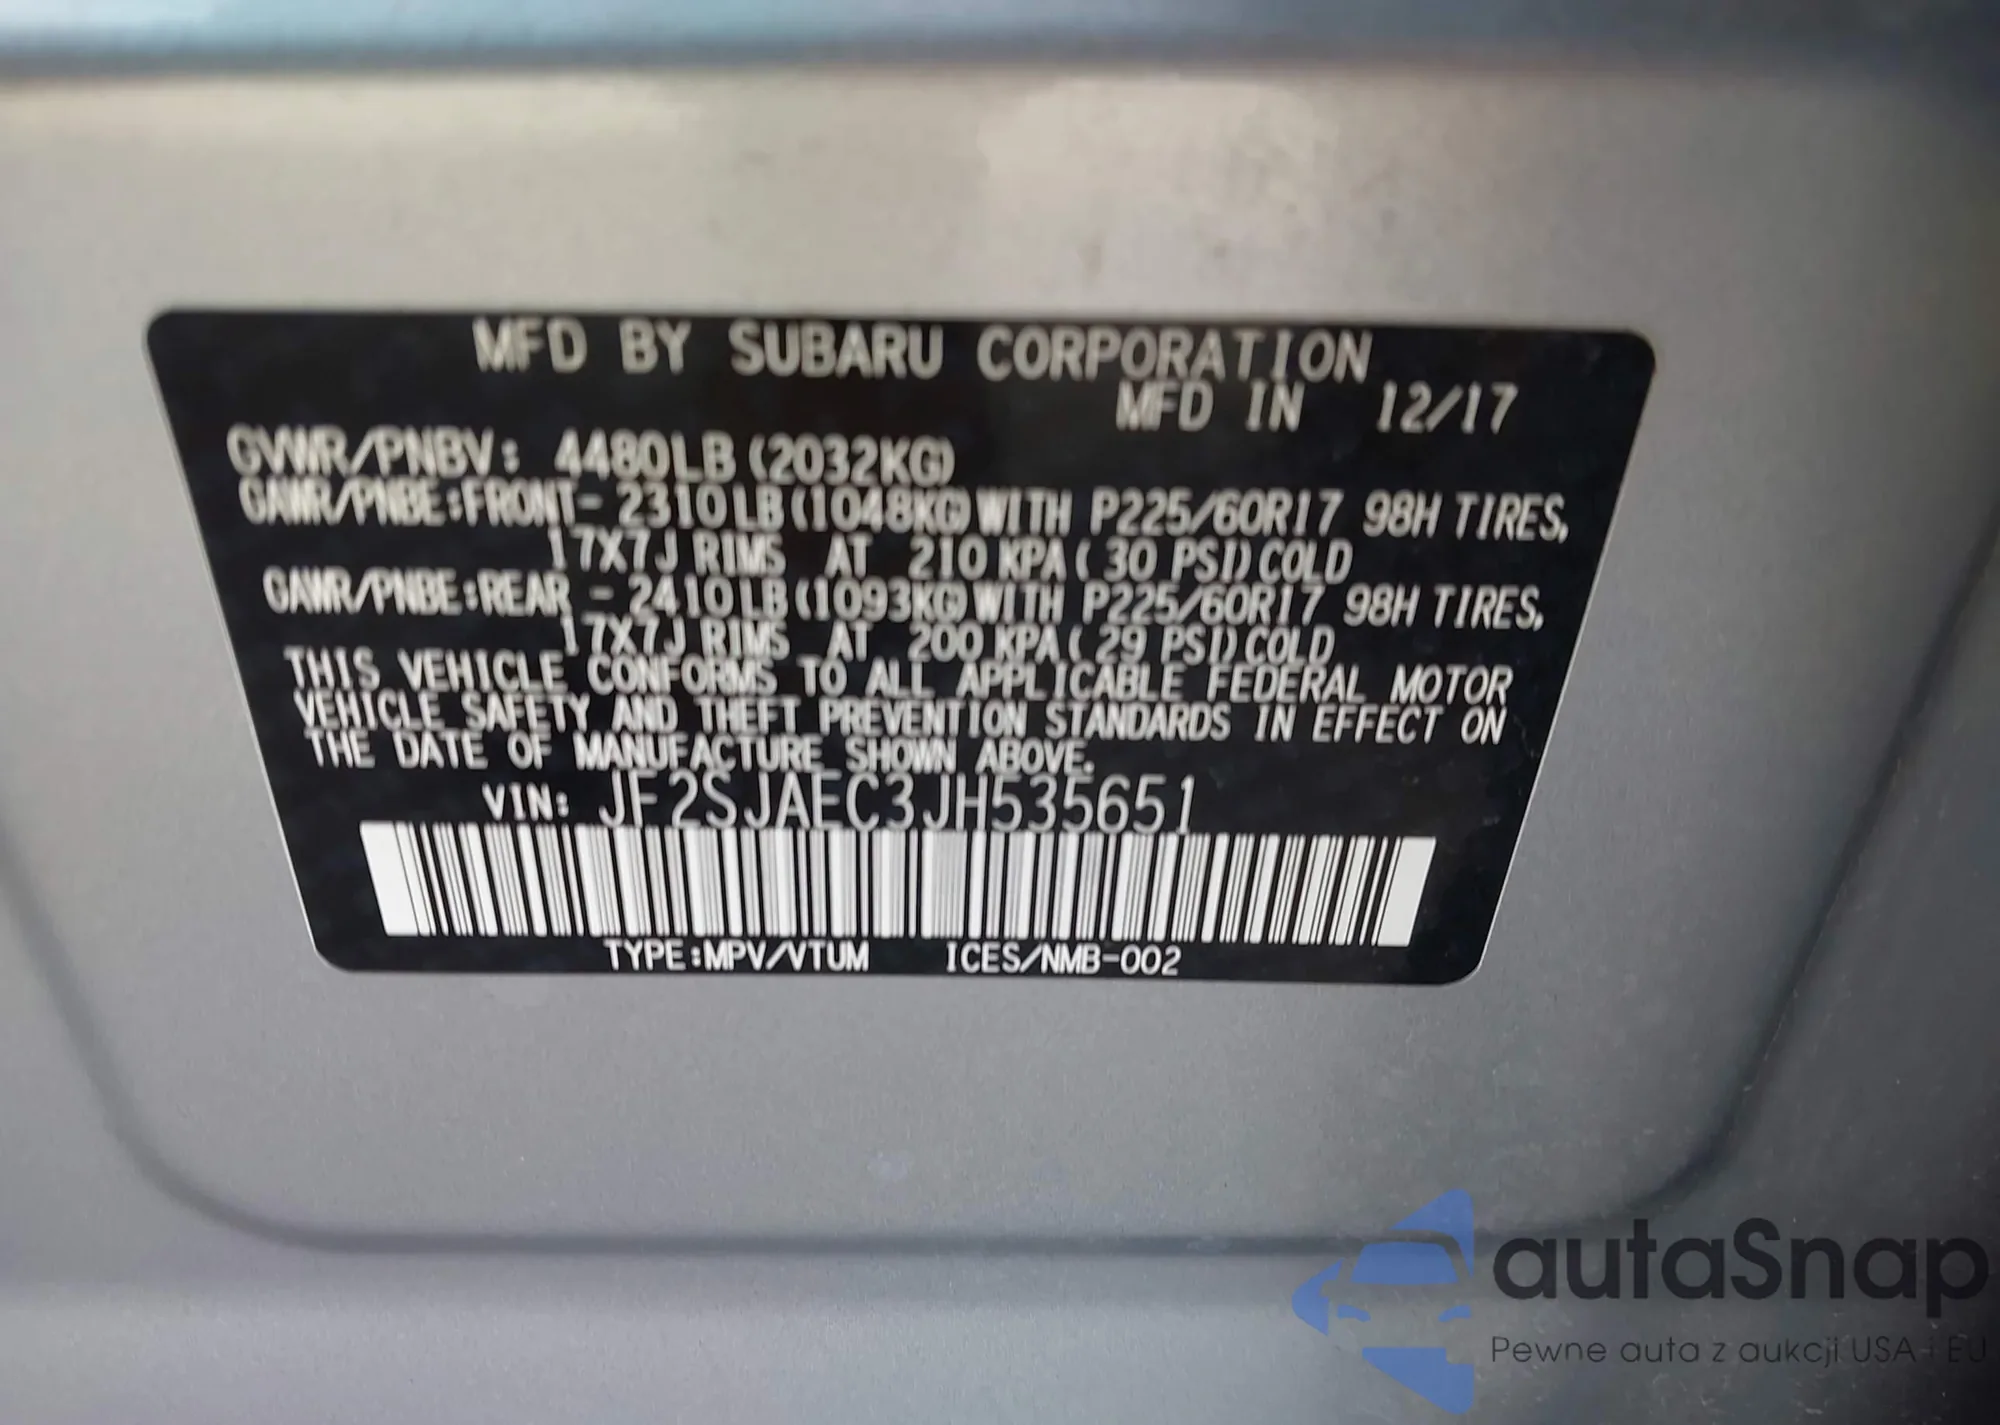 MFD BY SUBARU CORPORATION
MFD IN 12/17
GVWR/PNBV: 4480LB (2032KG)
GAWR/PNBE:FRONT- 2310LB(1048KG)WITH P225/60R17 98H TIRES,
17X7J RIMS AT 210 KPA( 30 PSI)COLD
GAWR/PNBE:REAR - 2410LB(1093KG)WITH P225/60R17 98H TIRES,
17X7J RIMS AT 200 KPA( 29 PSI)COLD
THIS VEHICLE CONFORMS TO ALL APPLICABLE FEDERAL MOTOR
VEHICLE SAFETY AND THEFT PREVENTION STANDARDS IN EFFECT ON
THE DATE OF MANUFACTURE SHOWN ABOVE.
VIN: JF2SJAEC3JH535651
TYPE:MPV/VTUM ICES/NMB-002
autaSnap
Pewne auta z aukcji USA i EU